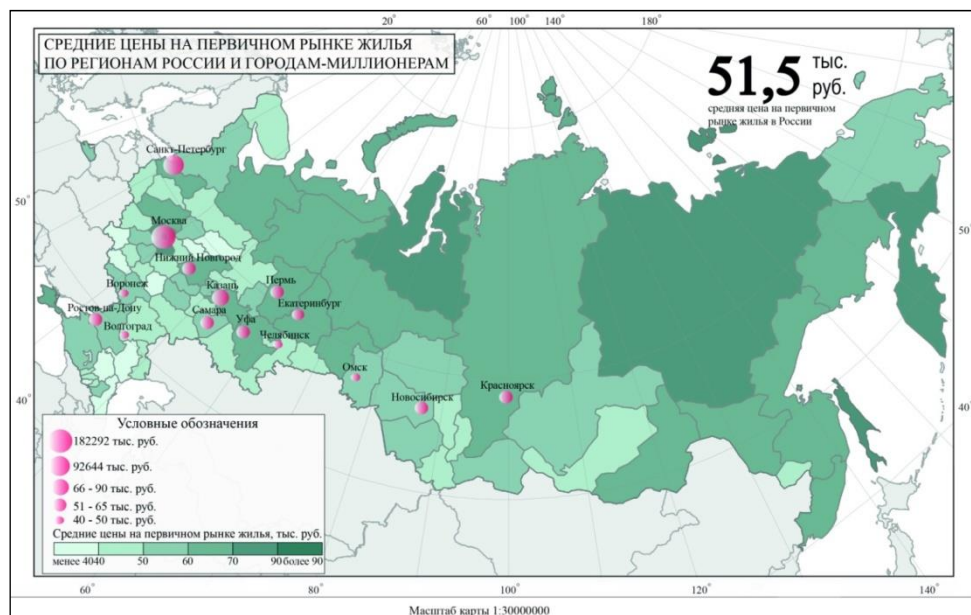 20° 60° 100° 140° 180°
СРЕДНИЕ ЦЕНЫ НА ПЕРВИЧНОМ РЫНКЕ ЖИЛЬЯ
ПО РЕГИОНАМ РОССИИ И ГОРОДАМ-МИЛЛИОНЕРАМ
51,5 тыс.
руб.
средняя цена на первичном
рынке жилья в России
Санкт-Петербург
50°
50°
Москва
Нижний Новгород
Воронеж
Казань
Пермь
Ростов-на-Дону
Самара
Уфа
Екатеринбург
Волгоград
Челябинск
Омск
Новосибирск
Красноярск
40°
40°
Условные обозначения
182292 тыс. руб.
92644 тыс. руб.
66 - 90 тыс. руб.
51 - 65 тыс. руб.
40 - 50 тыс. руб.
Средние цены на первичном рынке жилья, тыс. руб.
менее 40 40 50 60 70 90 более 90
60° 80° 100° 120° 140°
Масштаб карты 1:30000000